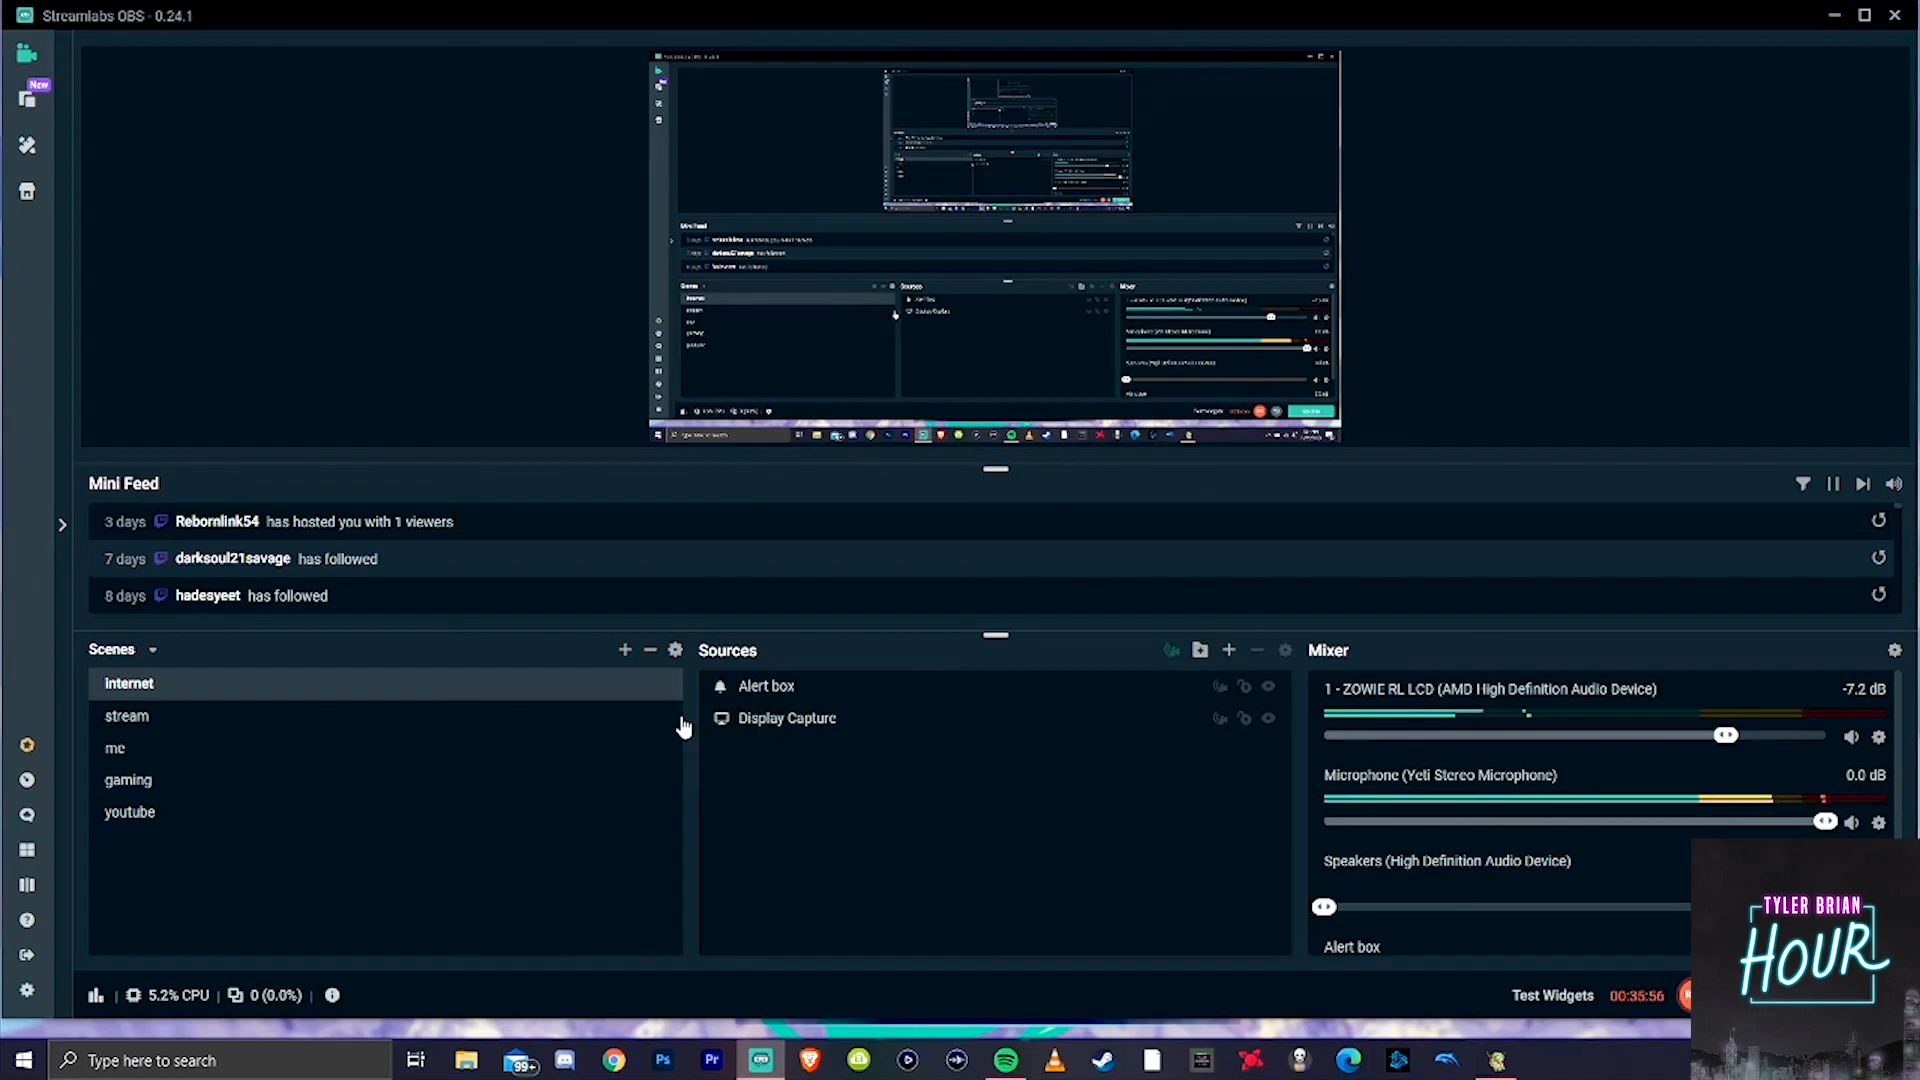 Streamlabs OBS - 0.24.1
New
Mini Feed
3 days Rebornlink54 has hosted you with 1 viewers
7 days darksoul21savage has followed
8 days hadesyeet has followed
Scenes
internet
stream
me
gaming
youtube
Sources
Alert box
Display Capture
Mixer
1 - ZOWIE RL LCD (AMD High Definition Audio Device) -7.2 dB
Microphone (Yeti Stereo Microphone) 0.0 dB
Speakers (High Definition Audio Device)
Alert box
5.2% CPU 0 (0.0%)
Test Widgets 00:35:56
TYLER BRIAN
HOUR
Type here to search
99+
Ps
Pr